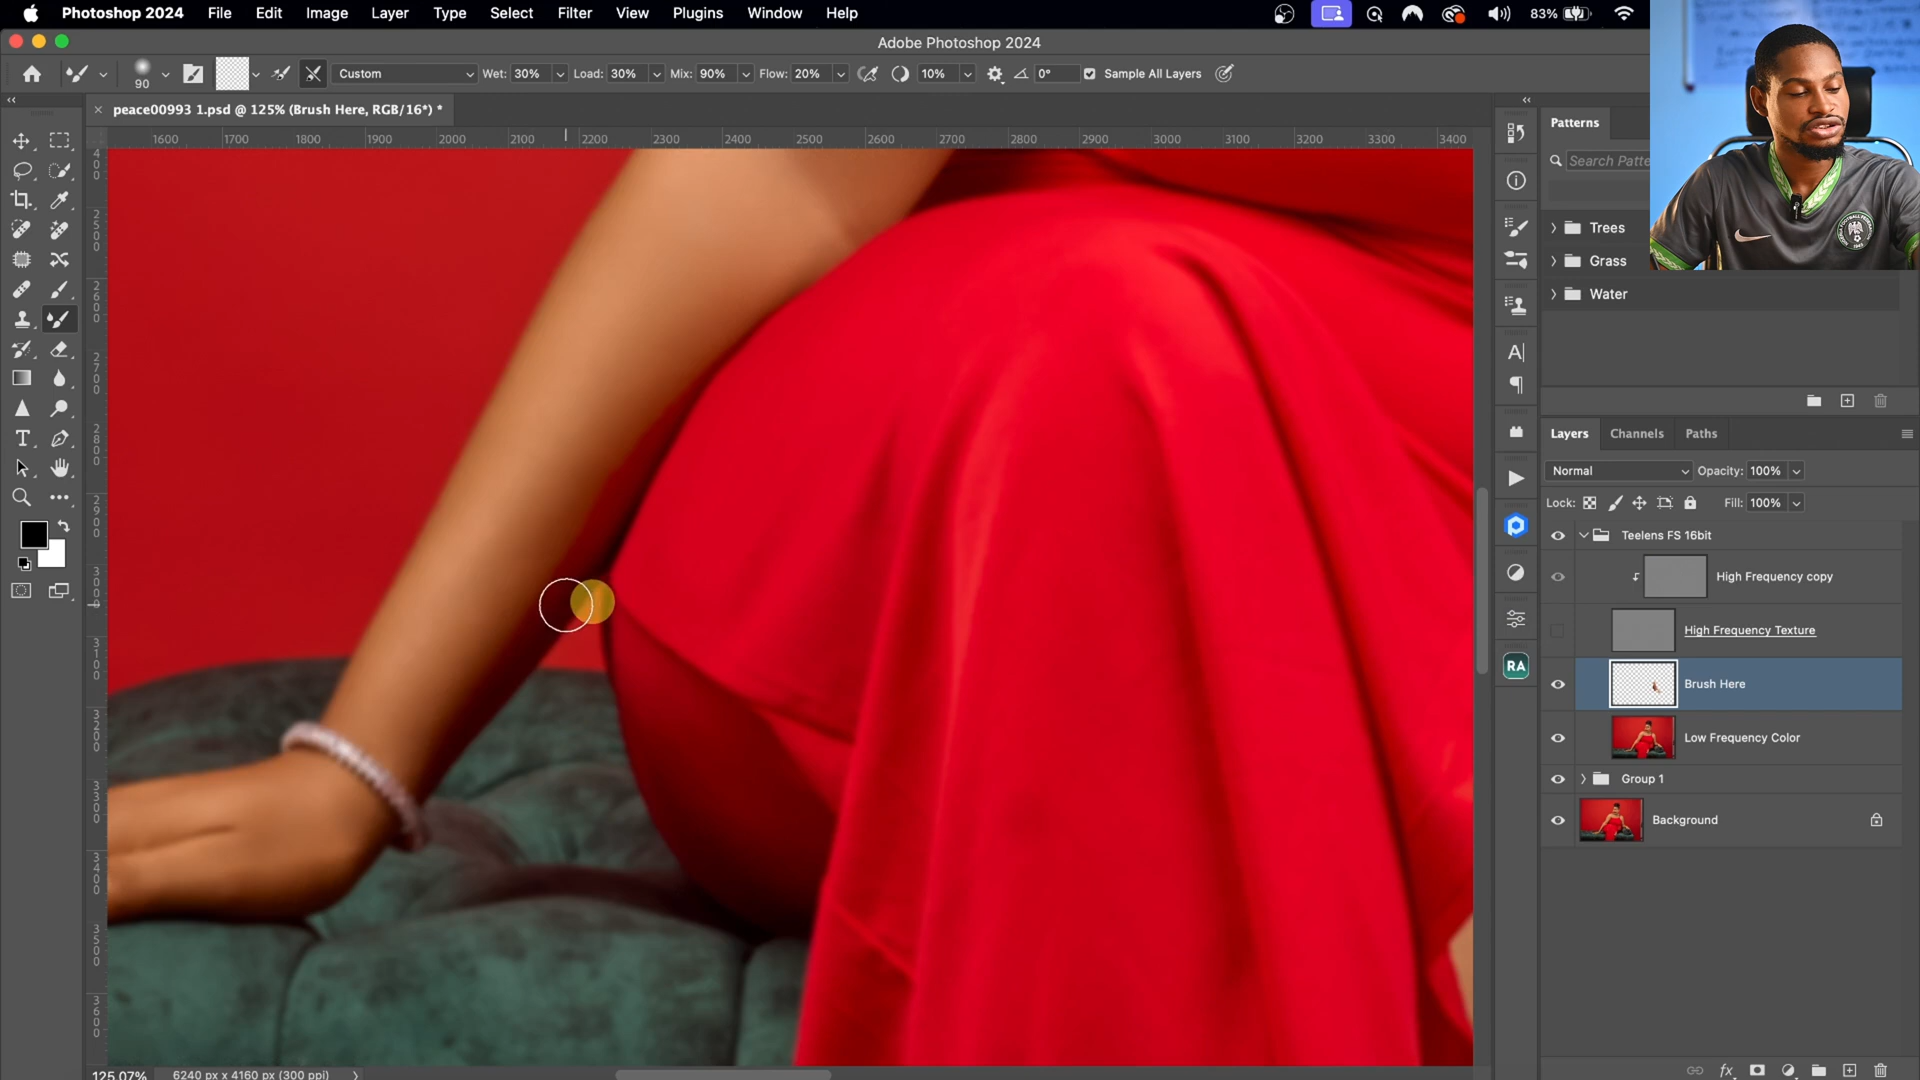 Photoshop 2024 File Edit Image Layer Type Select Filter View Plugins Window Help 83%
Adobe Photoshop 2024
90 Custom Wet: 30% Load: 30% Mix: 90% Flow: 20% 10% 0° Sample All Layers
peace00993 1.psd @ 125% (Brush Here, RGB/16*) *
1600 1700 1800 1900 2000 2100 2200 2300 2400 2500 2600 2700 2800 2900 3000 3100 3200 3300 3400
Patterns
Search Patte
Trees
Grass
Water
Layers Channels Paths
Normal Opacity: 100%
Lock: Fill: 100%
Teelens FS 16bit
High Frequency copy
High Frequency Texture
Brush Here
Low Frequency Color
Group 1
Background
RA
125.07% 6240 px x 4160 px (300 ppi)